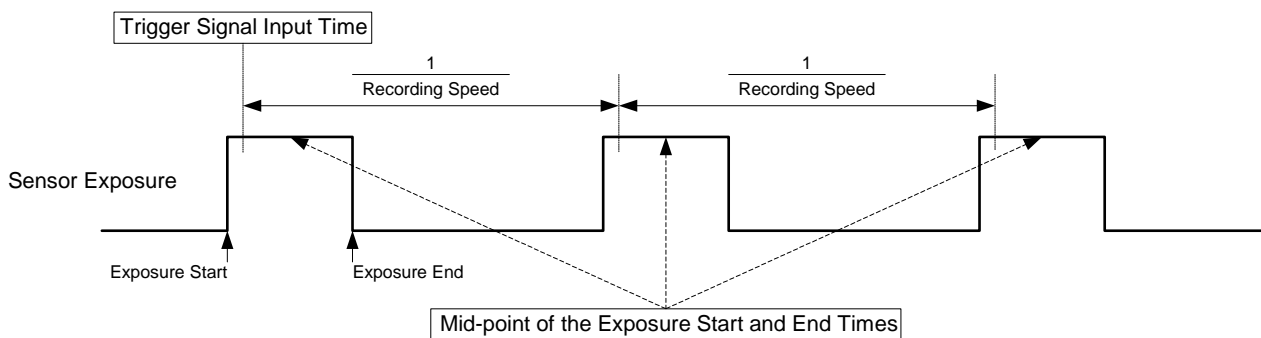 Trigger Signal Input Time
1
Recording Speed
1
Recording Speed
Sensor Exposure
Exposure Start
Exposure End
Mid-point of the Exposure Start and End Times